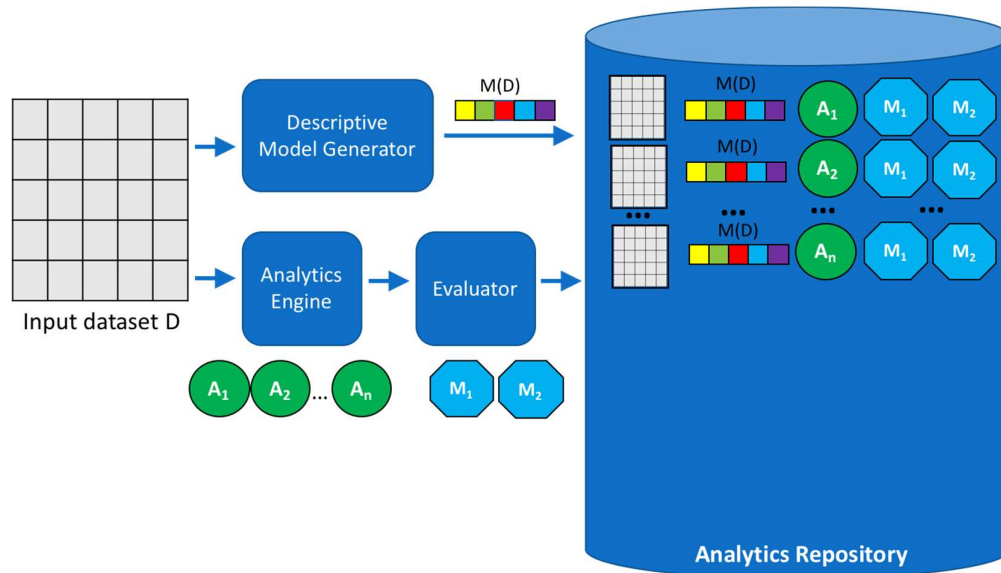 M(D)
Descriptive
Model Generator
Input dataset D
Analytics
Engine
Evaluator
A₁ A₂ ... A
n
M₁ M₂
M(D)
A₁ M₁ M₂
M(D)
A₂ M₁ M₂
... ... ... ...
M(D)
Aₙ M₁ M₂
Analytics Repository